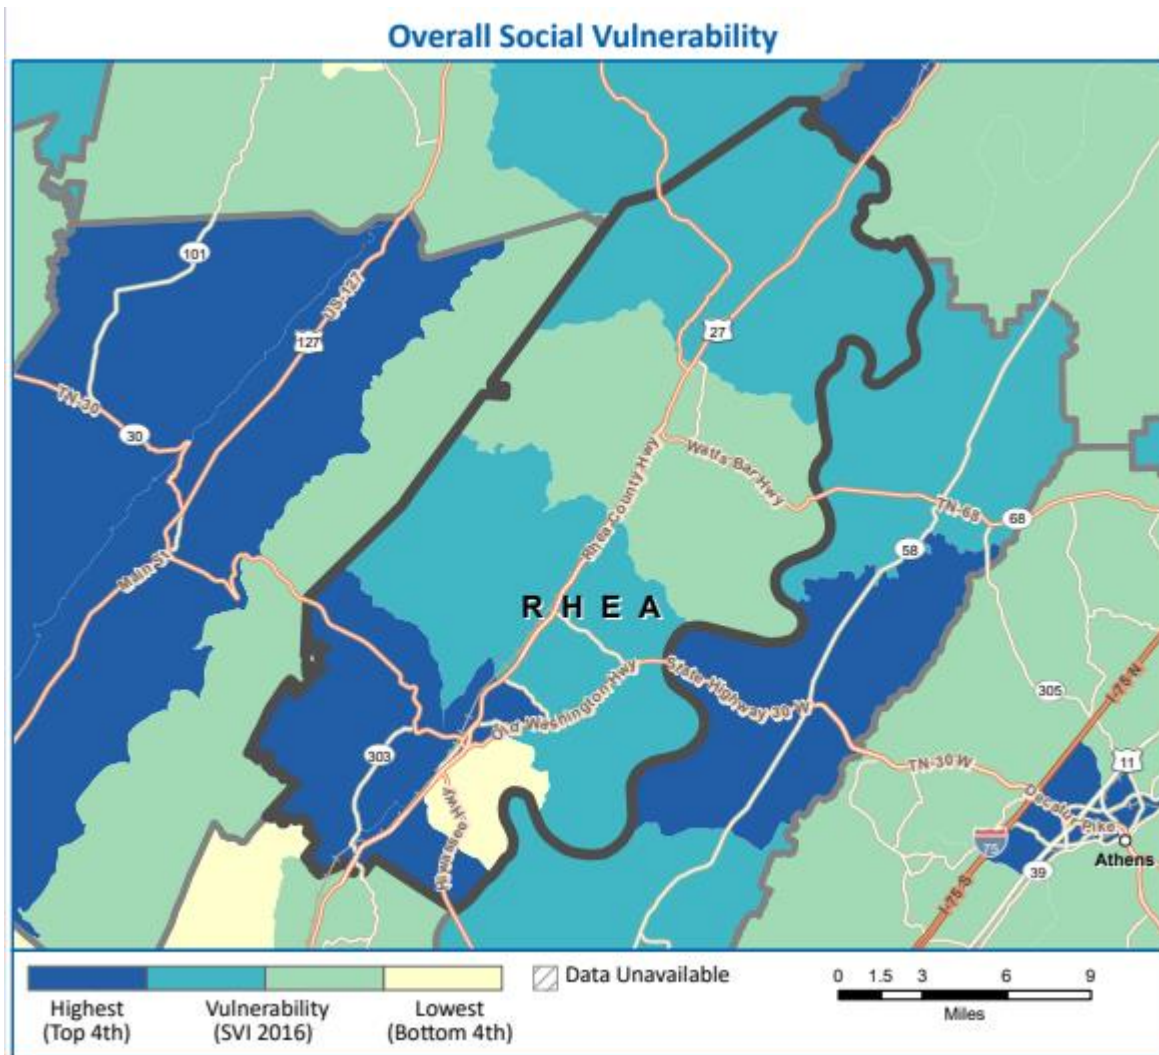 Overall Social Vulnerability
101
US-127
127
27
TN-30
30
Rhea County Hwy
Watts Bar Hwy
TN-68
68
58
Main St
R H E A
State Highway 30 W
Old Washington Hwy
305
I-75 N
303
TN-30 W
11
Decatur Pike
Hiwassee Hwy
75
Athens
39
I-75 S
Data Unavailable
0 1.5 3 6 9
Miles
Highest
(Top 4th)
Vulnerability
(SVI 2016)
Lowest
(Bottom 4th)